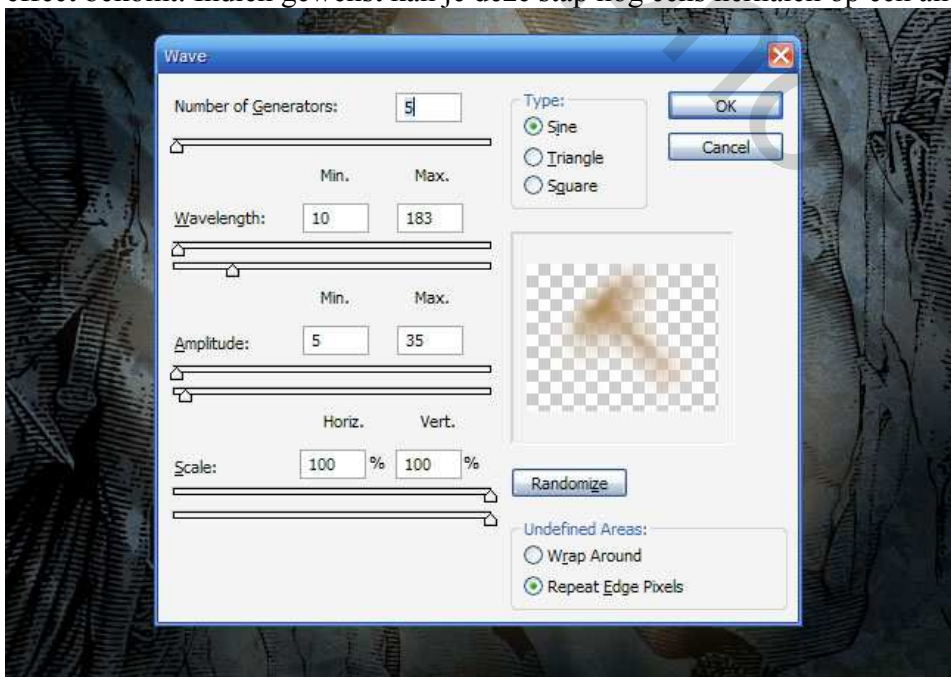 effect bekomt. Indien gewenst kan je deze stap nog eens herhalen op een an
Wave
Number of Generators: 5
Min. Max.
Wavelength: 10 183
Min. Max.
Amplitude: 5 35
Horiz. Vert.
Scale: 100 % 100 %
Type:
Sine
Triangle
Square
OK
Cancel
Randomize
Undefined Areas:
Wrap Around
Repeat Edge Pixels